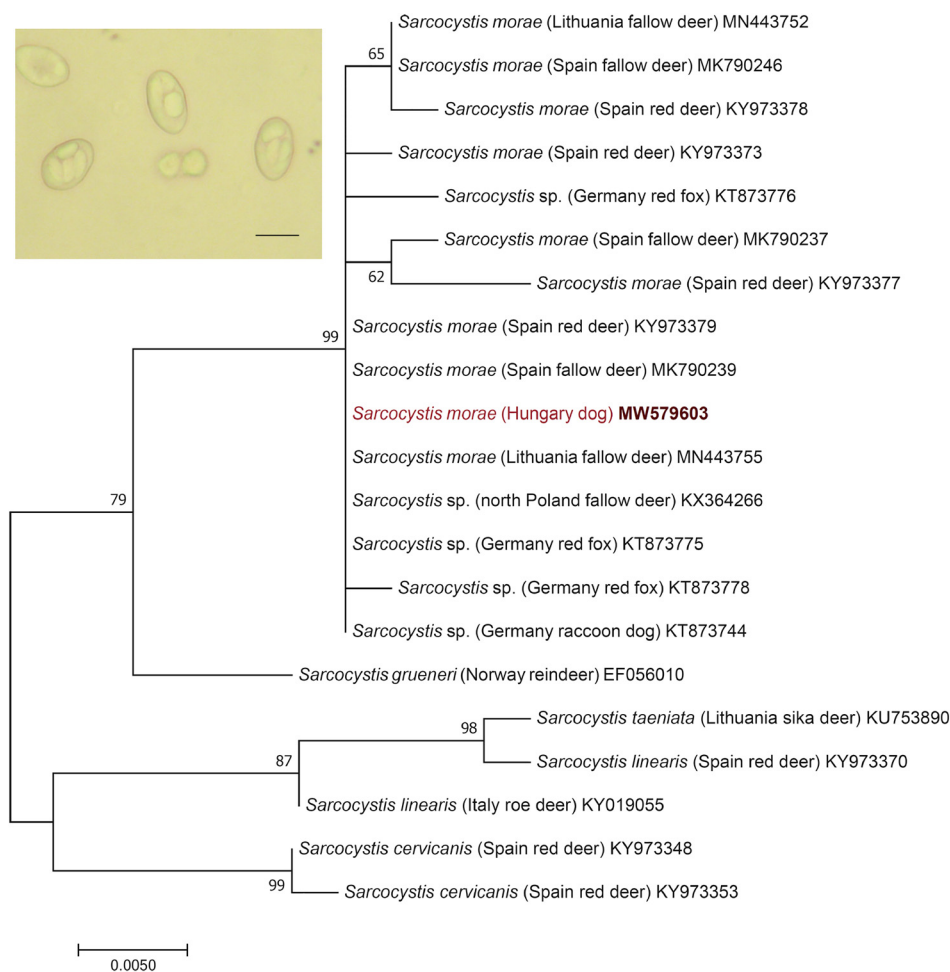 Sarcocystis morae (Lithuania fallow deer) MN443752
65
Sarcocystis morae (Spain fallow deer) MK790246
Sarcocystis morae (Spain red deer) KY973378
Sarcocystis morae (Spain red deer) KY973373
Sarcocystis sp. (Germany red fox) KT873776
Sarcocystis morae (Spain fallow deer) MK790237
62
Sarcocystis morae (Spain red deer) KY973377
Sarcocystis morae (Spain red deer) KY973379
99
Sarcocystis morae (Spain fallow deer) MK790239
Sarcocystis morae (Hungary dog) MW579603
Sarcocystis morae (Lithuania fallow deer) MN443755
79
Sarcocystis sp. (north Poland fallow deer) KX364266
Sarcocystis sp. (Germany red fox) KT873775
Sarcocystis sp. (Germany red fox) KT873778
Sarcocystis sp. (Germany raccoon dog) KT873744
Sarcocystis grueneri (Norway reindeer) EF056010
Sarcocystis taeniata (Lithuania sika deer) KU753890
98
Sarcocystis linearis (Spain red deer) KY973370
87
Sarcocystis linearis (Italy roe deer) KY019055
Sarcocystis cervicanis (Spain red deer) KY973348
99
Sarcocystis cervicanis (Spain red deer) KY973353
0.0050